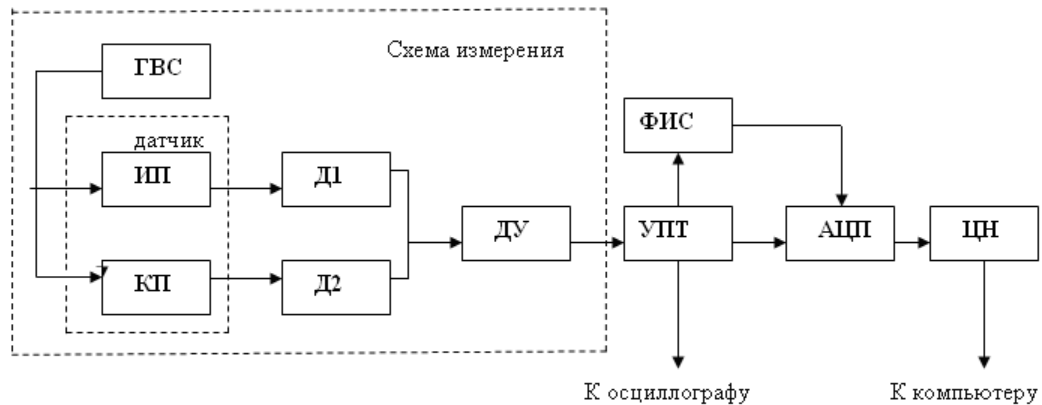 Схема измерения
ГВС
датчик
ФИС
ИП
Д1
ДУ
УПТ
АЦП
ЦН
КП
Д2
К осциллографу
К компьютеру